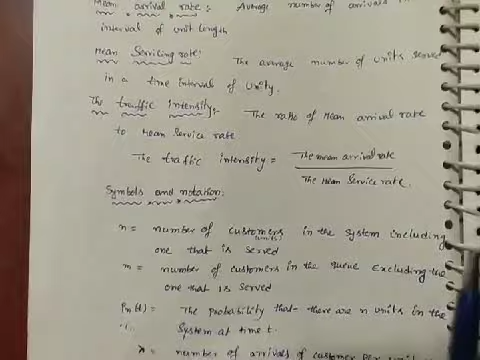 Mean arrival rate: Average number of arrivals in
interval of unit length
Mean Servicing rate: The average number of units served
in a time interval of unity.
The traffic intensity:- The ratio of Mean arrival rate
to Mean Service rate
The traffic intensity = The mean arrival rate
The Mean Service rate.
Symbols and notation:
n = number of customers (units) in the system including
one that is served
m = number of customers in the queue excluding the
one that is served
Pn(t) = The probability that there are n units in the
System at time t.
λ = number of arrivals of customer per unit